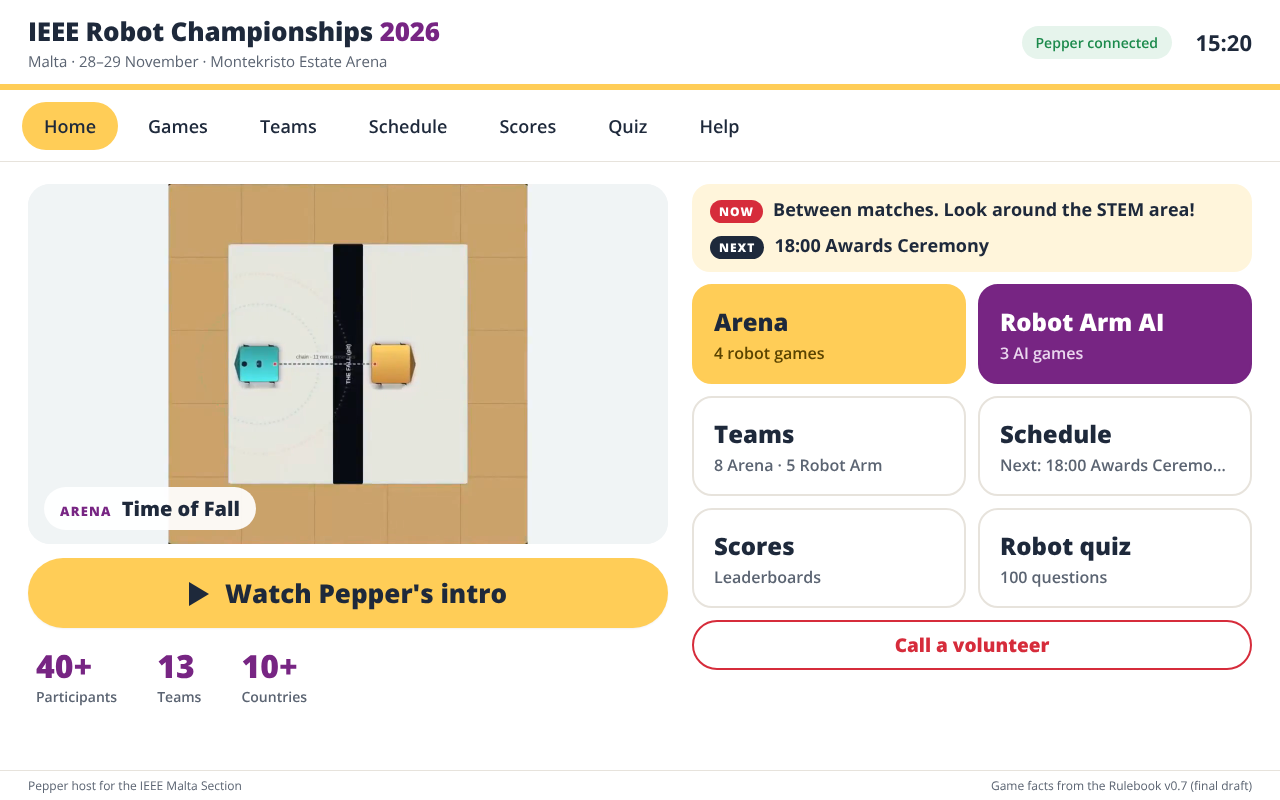 IEEE Robot Championships 2026
Malta · 28–29 November · Montekristo Estate Arena
Pepper connected
15:20
Home
Games
Teams
Schedule
Scores
Quiz
Help
THE FALL (pit)
ARENA Time of Fall
Watch Pepper's intro
40+
Participants
13
Teams
10+
Countries
NOW Between matches. Look around the STEM area!
NEXT 18:00 Awards Ceremony
Arena
4 robot games
Robot Arm AI
3 AI games
Teams
8 Arena · 5 Robot Arm
Schedule
Next: 18:00 Awards Ceremo...
Scores
Leaderboards
Robot quiz
100 questions
Call a volunteer
Pepper host for the IEEE Malta Section
Game facts from the Rulebook v0.7 (final draft)